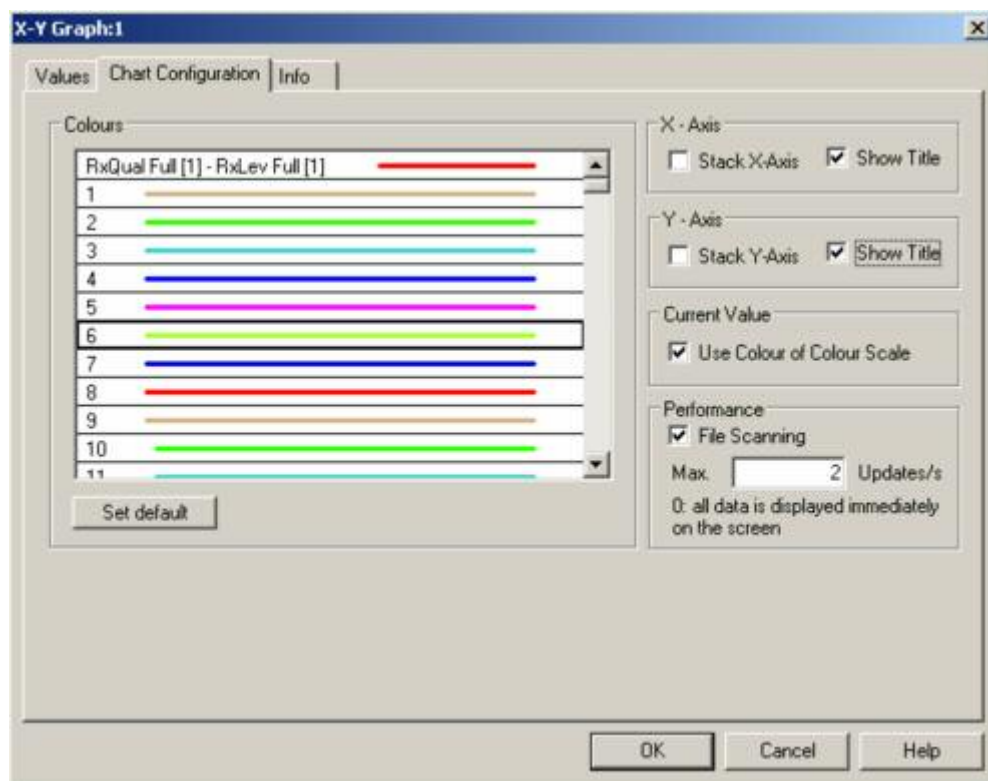 X-Y Graph:1
Values
Chart Configuration
Info
Colours
RxQual Full [1] - RxLev Full [1]
1
2
3
4
5
6
7
8
9
10
11
Set default
X - Axis
Stack X-Axis
Show Title
Y - Axis
Stack Y-Axis
Show Title
Current Value
Use Colour of Colour Scale
Performance
File Scanning
Max. 2 Updates/s
0: all data is displayed immediately
on the screen
OK
Cancel
Help